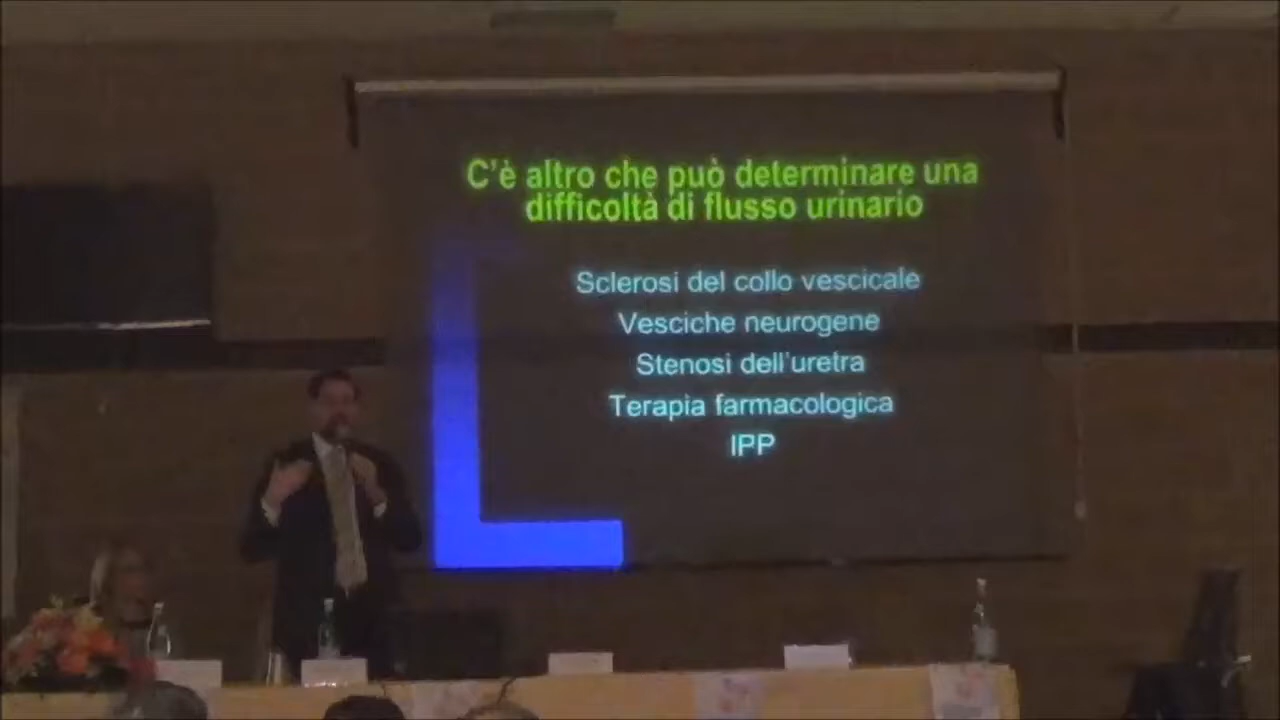 C'è altro che può determinare una
difficoltà di flusso urinario
Sclerosi del collo vescicale
Vesciche neurogene
Stenosi dell'uretra
Terapia farmacologica
IPP